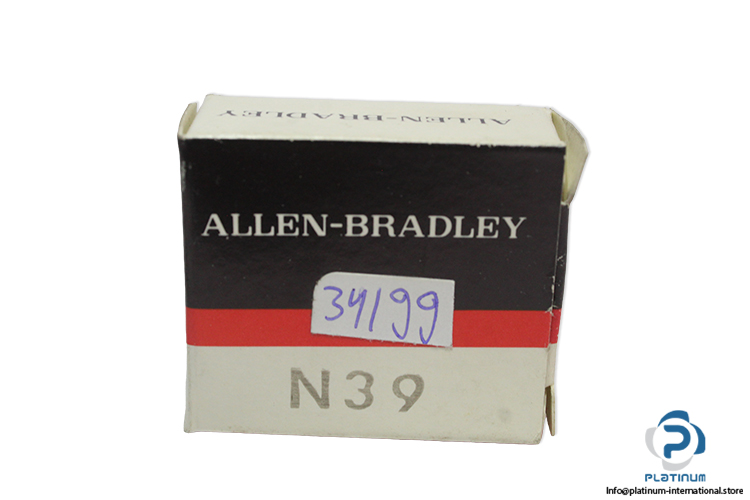 ALLEN-BRADLEY
ALLEN-BRADLEY
34/99
N39
PLATINUM
Info@platinum-international.store